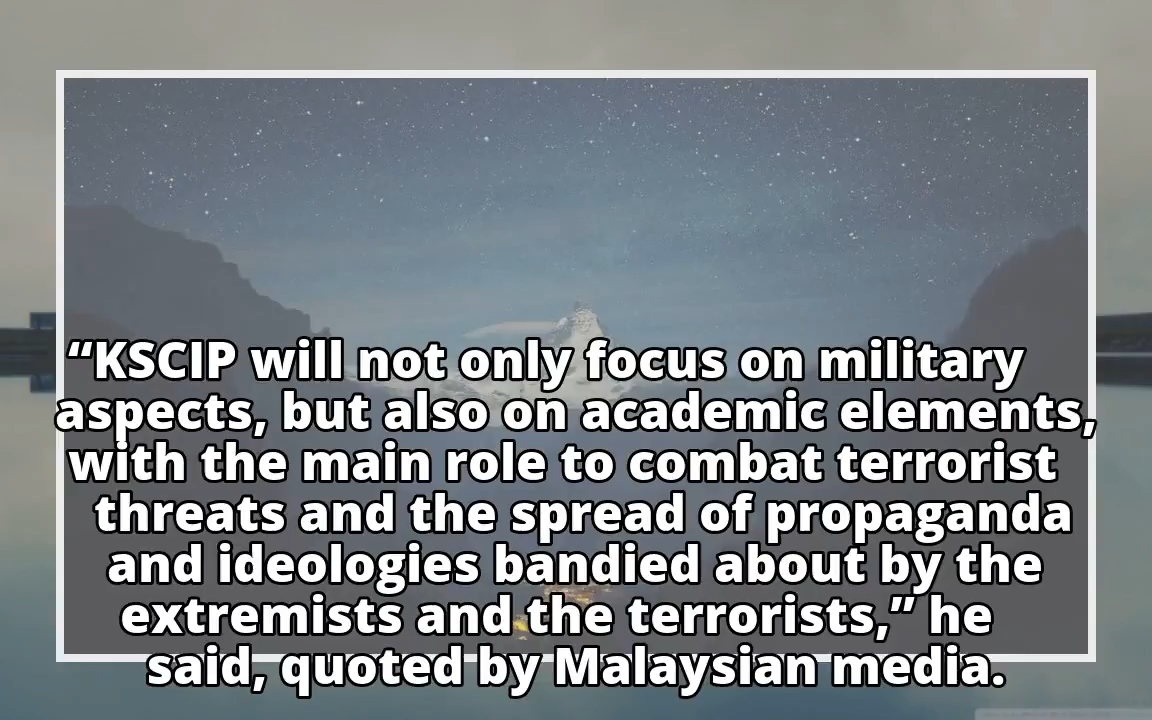 “KSCIP will not only focus on military
aspects, but also on academic elements,
with the main role to combat terrorist
threats and the spread of propaganda
and ideologies bandied about by the
extremists and the terrorists,” he
said, quoted by Malaysian media.